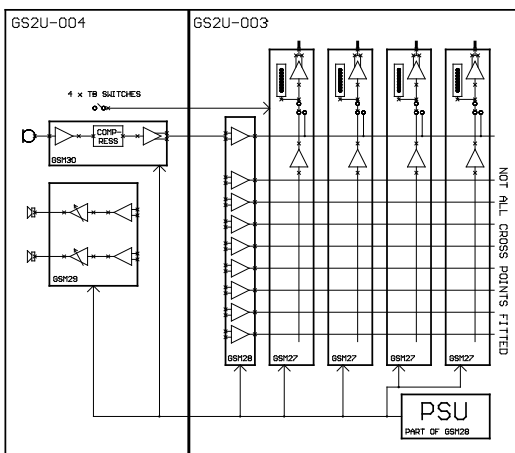 GS2U-004
GS2U-003
4 x TB SWITCHES
COMP-
RESS
GSM30
GSM29
GSM28
GSM27
GSM27
GSM27
GSM27
NOT ALL CROSS POINTS FITTED
PSU
PART OF GSM28